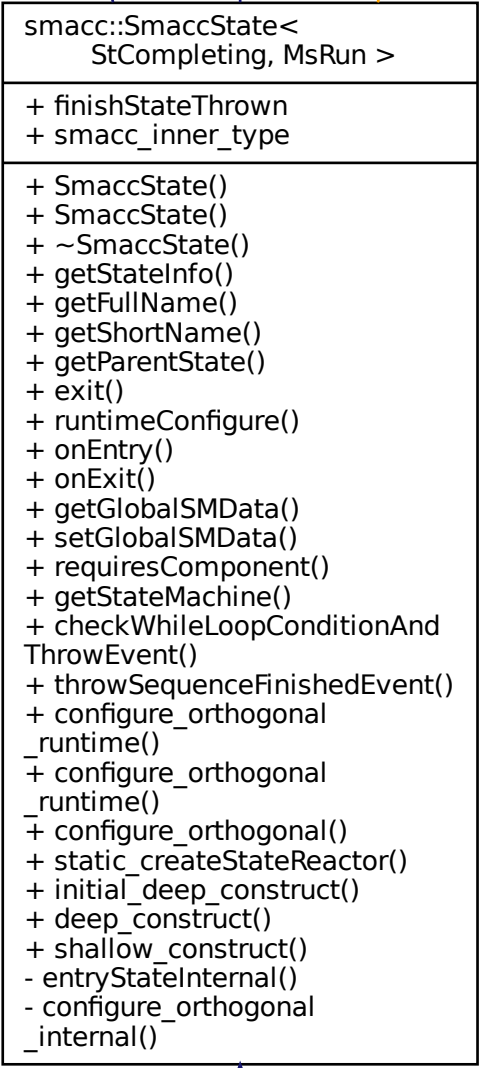 smacc::SmaccState<
StCompleting, MsRun >
+ finishStateThrown
+ smacc_inner_type
+ SmaccState()
+ SmaccState()
+ ~SmaccState()
+ getStateInfo()
+ getFullName()
+ getShortName()
+ getParentState()
+ exit()
+ runtimeConfigure()
+ onEntry()
+ onExit()
+ getGlobalSMData()
+ setGlobalSMData()
+ requiresComponent()
+ getStateMachine()
+ checkWhileLoopConditionAnd
ThrowEvent()
+ throwSequenceFinishedEvent()
+ configure_orthogonal
_runtime()
+ configure_orthogonal
_runtime()
+ configure_orthogonal()
+ static_createStateReactor()
+ initial_deep_construct()
+ deep_construct()
+ shallow_construct()
- entryStateInternal()
- configure_orthogonal
_internal()